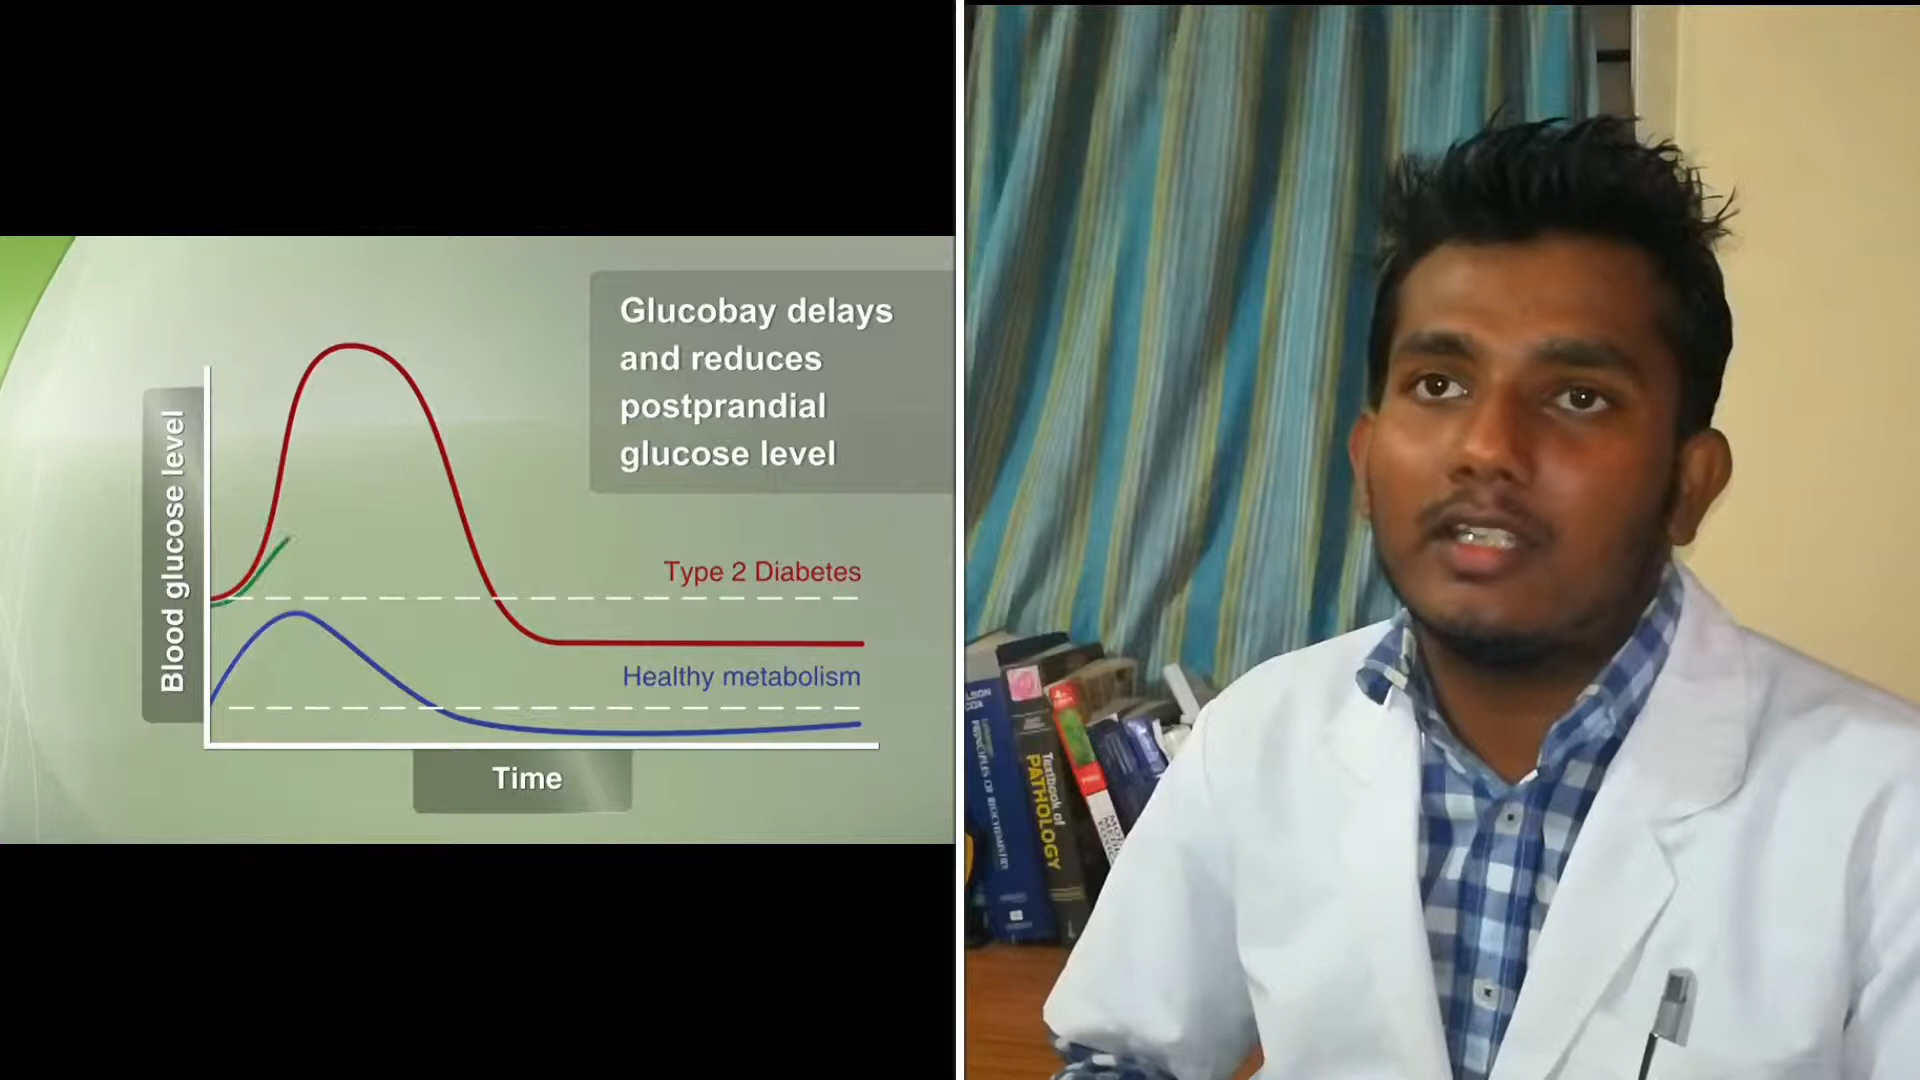 Glucobay delays
and reduces
postprandial
glucose level
Blood glucose level
Type 2 Diabetes
Healthy metabolism
Time
PRINCIPLES OF BIOCHEMISTRY
Textbook of
PATHOLOGY